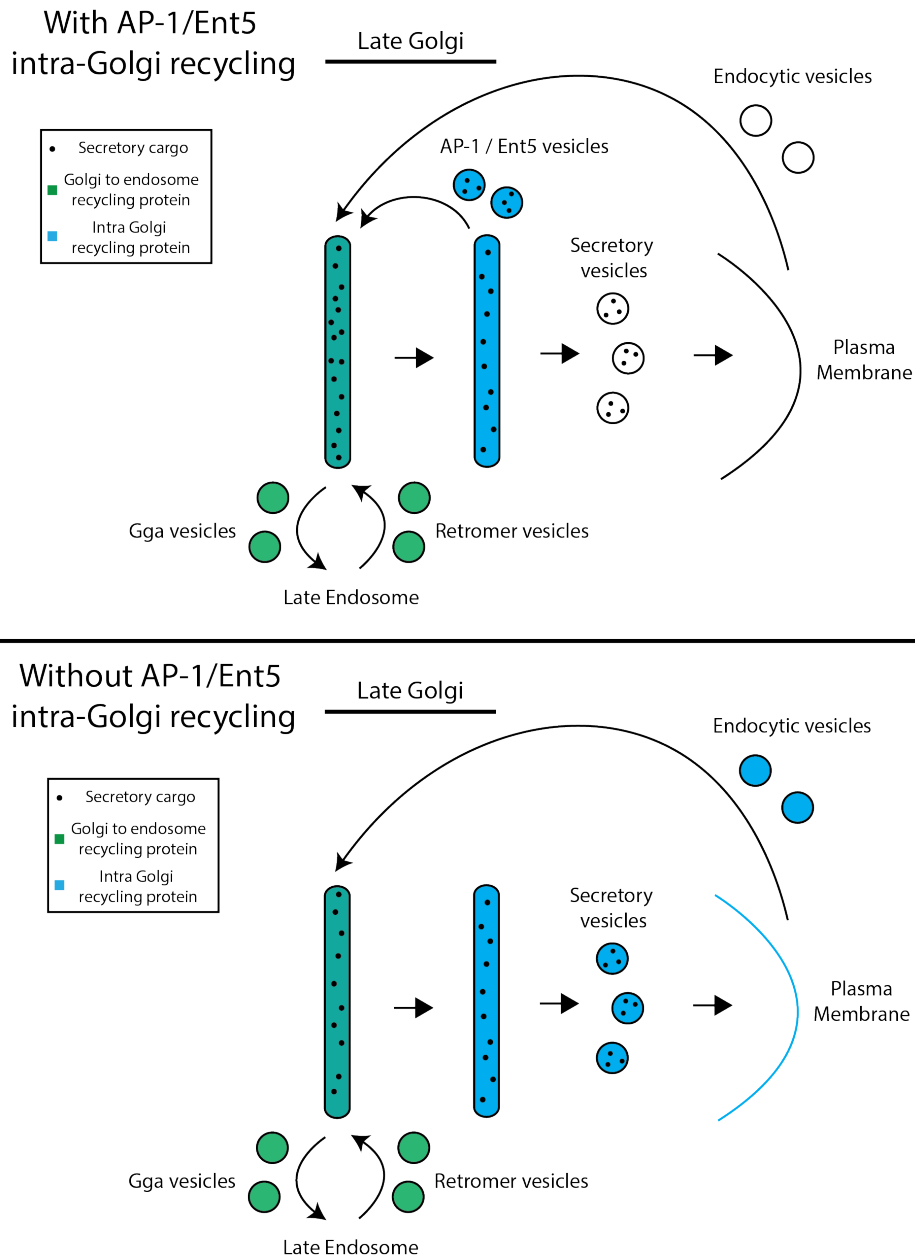 With AP-1/Ent5
intra-Golgi recycling
Late Golgi
Endocytic vesicles
Secretory cargo
Golgi to endosome
recycling protein
Intra Golgi
recycling protein
AP-1 / Ent5 vesicles
Secretory
vesicles
Plasma
Membrane
Gga vesicles
Retromer vesicles
Late Endosome
Without AP-1/Ent5
intra-Golgi recycling
Late Golgi
Endocytic vesicles
Secretory cargo
Golgi to endosome
recycling protein
Intra Golgi
recycling protein
Secretory
vesicles
Plasma
Membrane
Gga vesicles
Retromer vesicles
Late Endosome